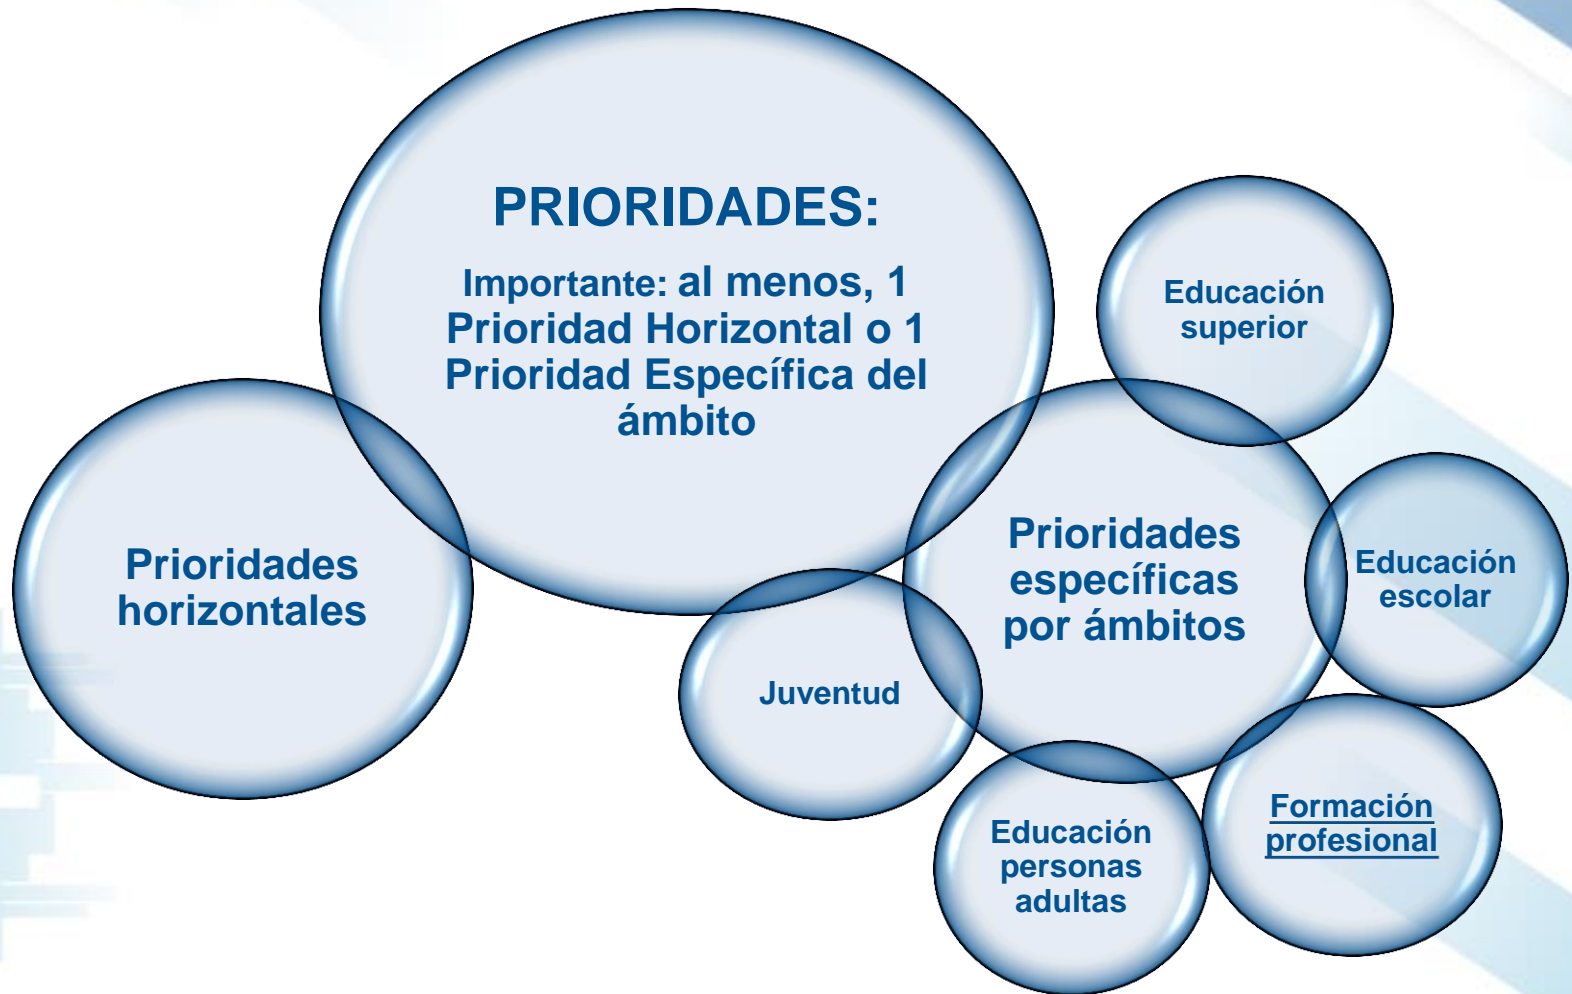 PRIORIDADES:
Importante: al menos, 1
Prioridad Horizontal o 1
Prioridad Específica del
ámbito
Prioridades
horizontales
Prioridades
específicas
por ámbitos
Educación
superior
Educación
escolar
Formación
profesional
Educación
personas
adultas
Juventud